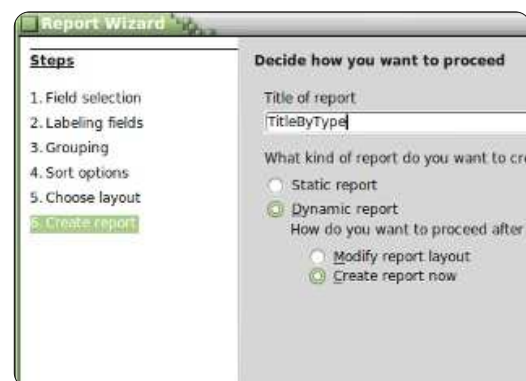 Report Wizard
Steps
1. Field selection
2. Labeling fields
3. Grouping
4. Sort options
5. Choose layout
6. Create report
Decide how you want to proceed
Title of report
TitleByType
What kind of report do you want to cre
Static report
Dynamic report
How do you want to proceed after
Modify report layout
Create report now